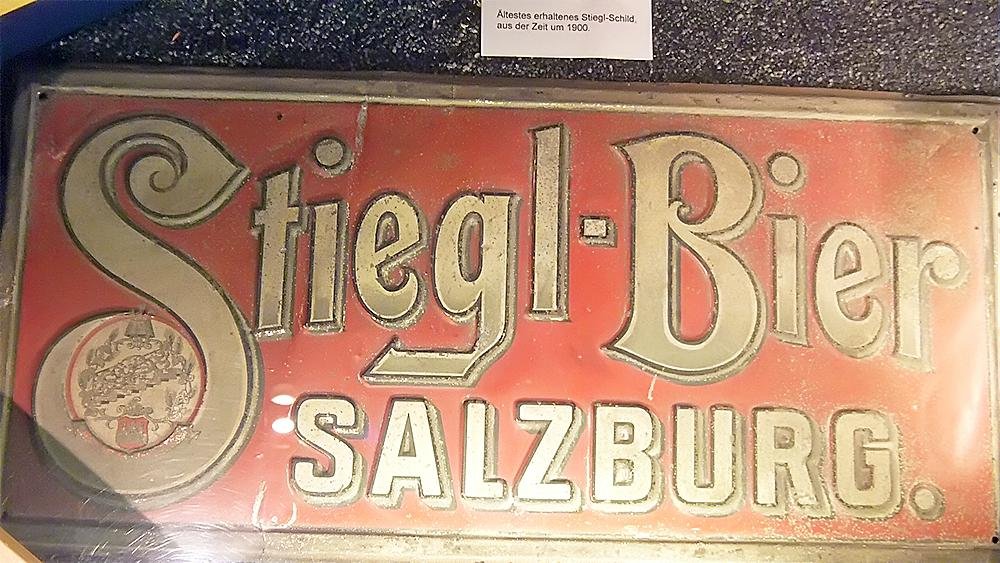 Ältestes erhaltenes Stiegl-Schild,
aus der Zeit um 1900.
Stiegl-Bier
SALZBURG.